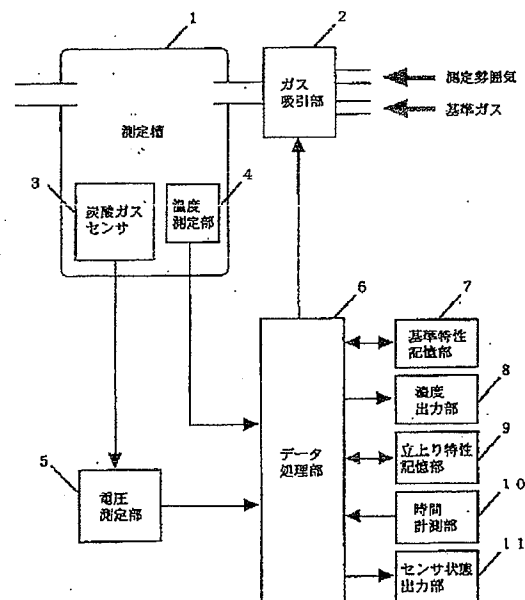 1
2
ガス
吸引部
測定雰囲気
基準ガス
測定槽
3
4
炭酸ガス
センサ
温度
測定部
6
7
基準特性
記憶部
8
濃度
出力部
9
立上り特性
記憶部
データ
処理部
5
電圧
測定部
10
時間
計測部
11
センサ状態
出力部